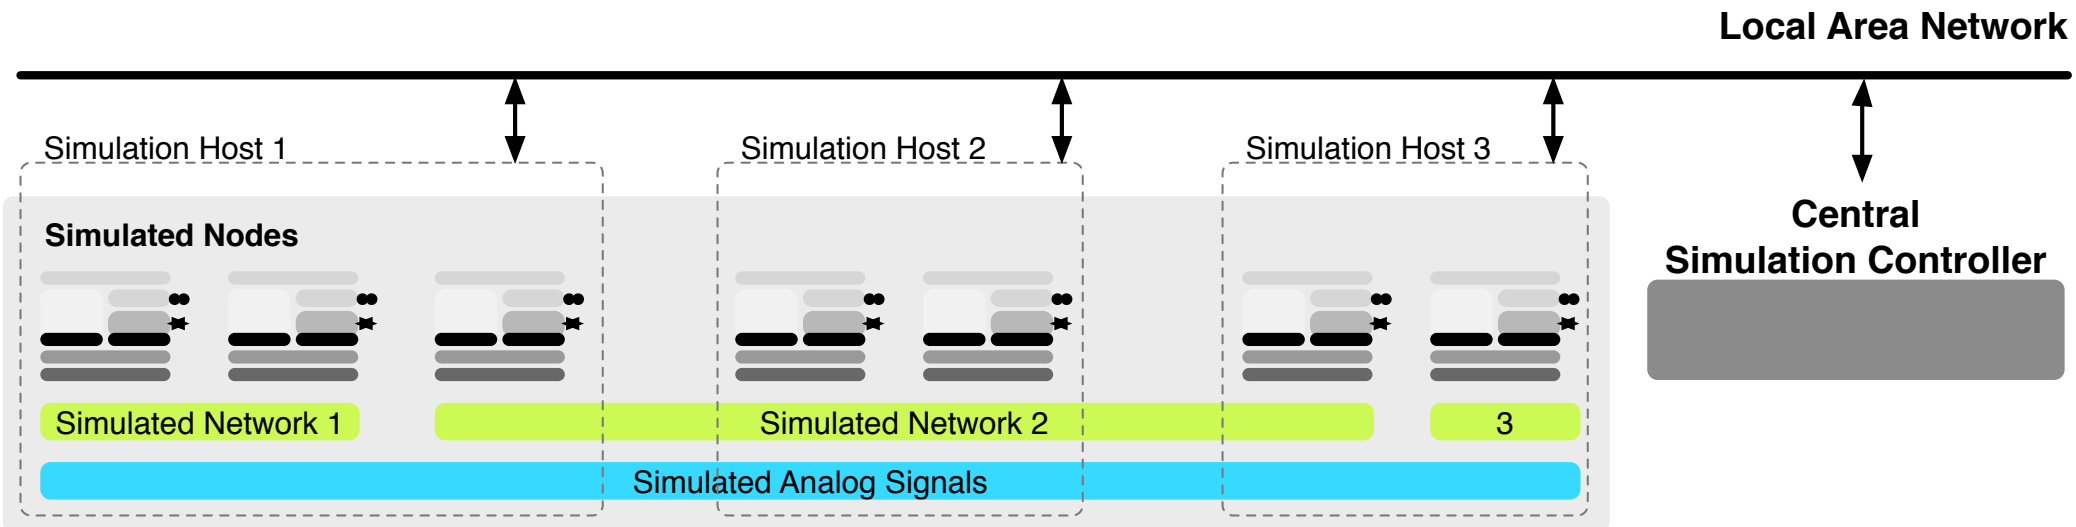 Local Area Network
Simulation Host 1
Simulation Host 2
Simulation Host 3
Central
Simulation Controller
Simulated Nodes
Simulated Network 1
Simulated Network 2
3
Simulated Analog Signals